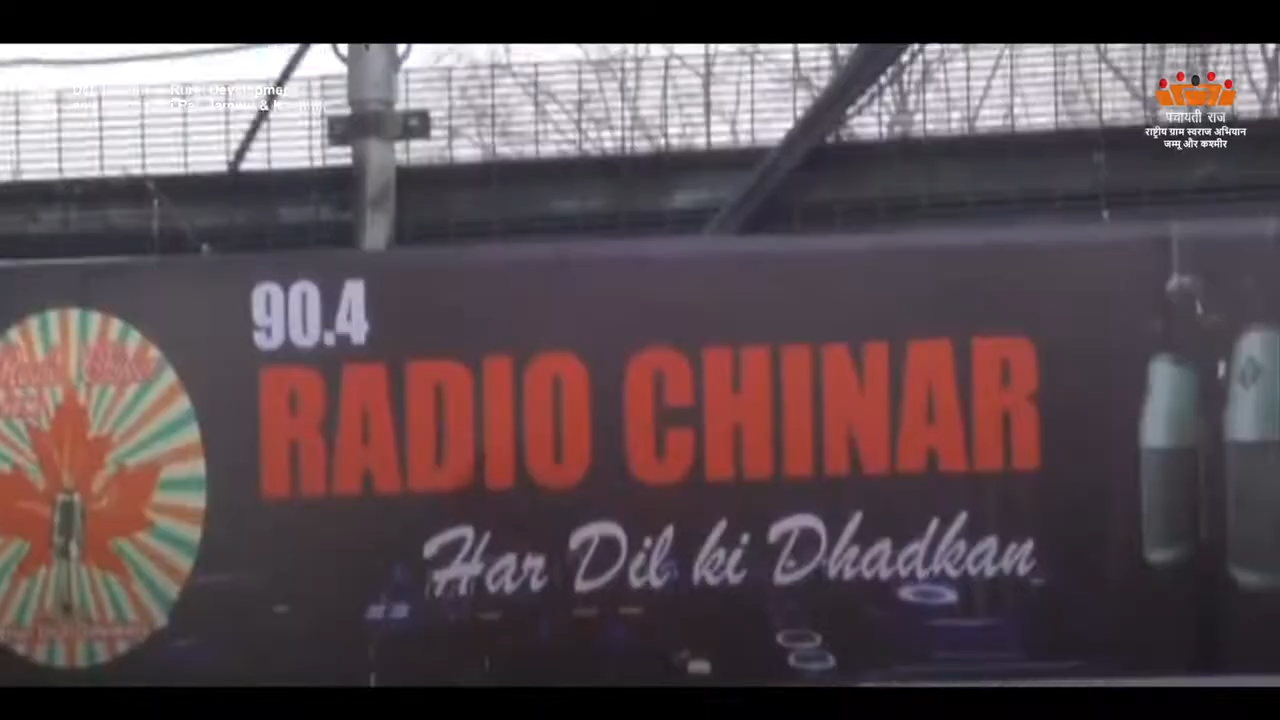 पंचायती राज
राष्ट्रीय ग्राम स्वराज अभियान
जम्मू और कश्मीर
90.4
RADIO CHINAR
Har Dil ki Dhadkan